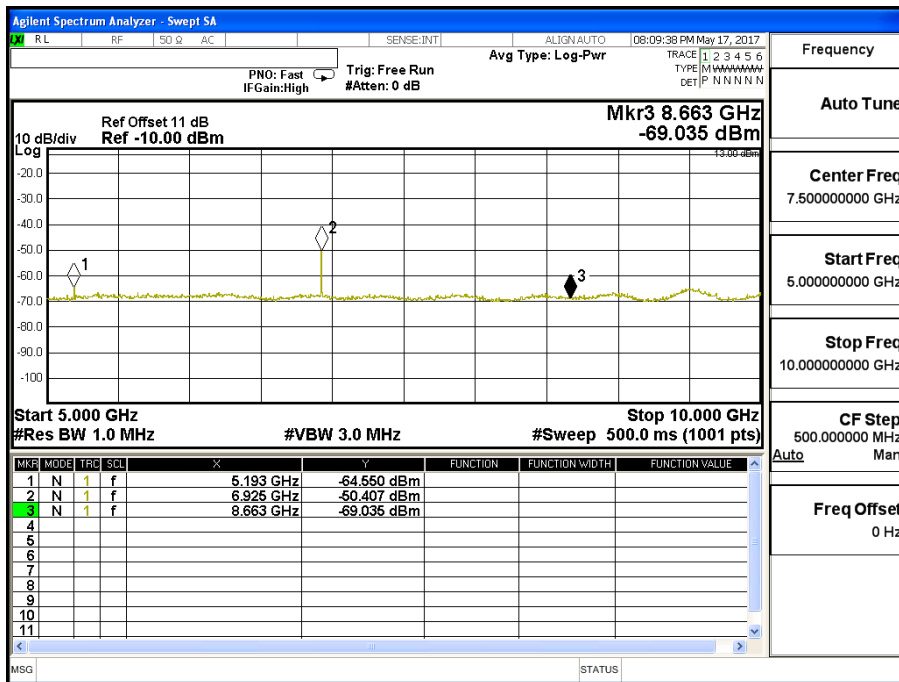 Agilent Spectrum Analyzer - Swept SA
LXI RL RF 50 Ω AC SENSE:INT ALIGN AUTO 08:09:38 PM May 17, 2017
Avg Type: Log-Pwr
TRACE 1 2 3 4 5 6
TYPE M WWWWW
DET P N N N N N
PNO: Fast
IFGain:High
Trig: Free Run
#Atten: 0 dB
Mkr3 8.663 GHz
-69.035 dBm
Ref Offset 11 dB
Ref -10.00 dBm
10 dB/div
Log
-13.00 dBm
-20.0
-30.0
-40.0
-50.0
-60.0
-70.0
-80.0
-90.0
-100
1
2
3
Start 5.000 GHz Stop 10.000 GHz
#Res BW 1.0 MHz #VBW 3.0 MHz #Sweep 500.0 ms (1001 pts)
MKR MODE TRC SCL X Y FUNCTION FUNCTION WIDTH FUNCTION VALUE
1 N 1 f 5.193 GHz -64.550 dBm
2 N 1 f 6.925 GHz -50.407 dBm
3 N 1 f 8.663 GHz -69.035 dBm
4
5
6
7
8
9
10
11
MSG STATUS
Frequency
Auto Tune
Center Freq
7.500000000 GHz
Start Freq
5.000000000 GHz
Stop Freq
10.000000000 GHz
CF Step
500.000000 MHz
Auto Man
Freq Offset
0 Hz